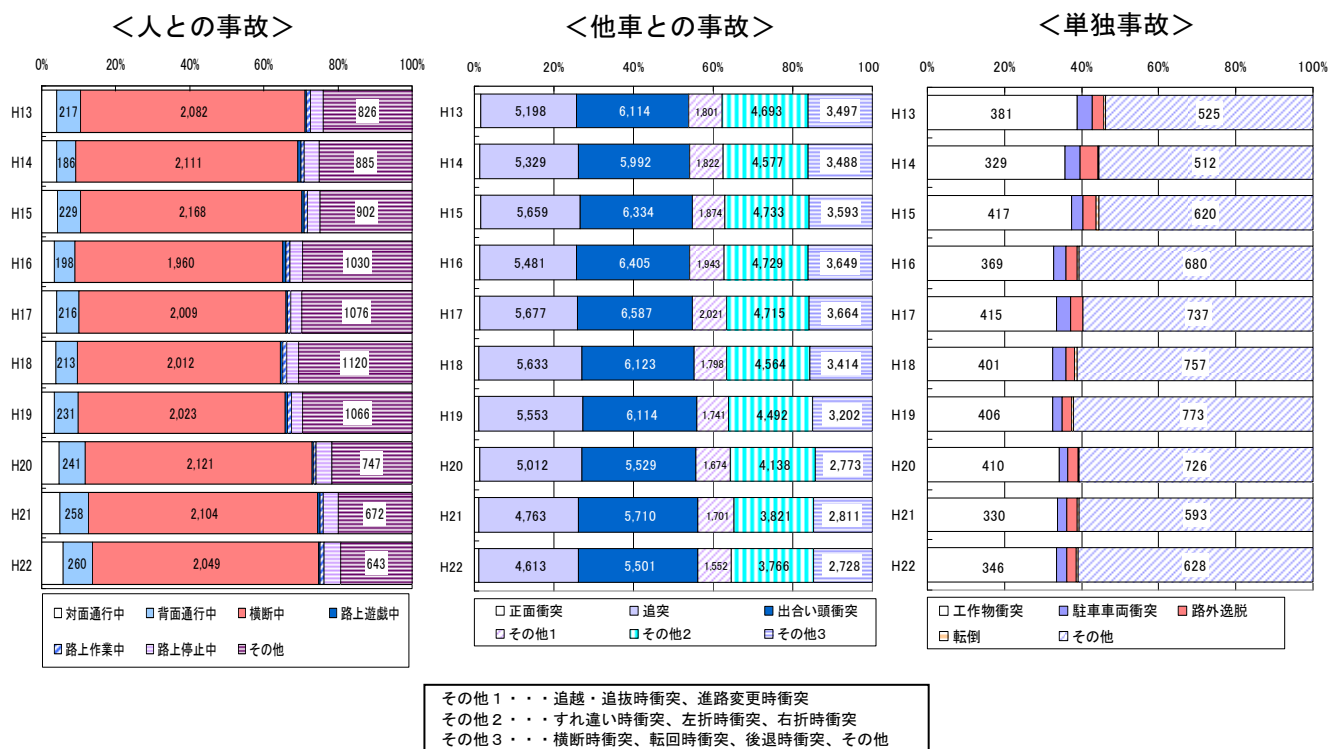 ＜人との事故＞
0% 20% 40% 60% 80% 100%
H13 217 2,082 826
H14 186 2,111 885
H15 229 2,168 902
H16 198 1,960 1030
H17 216 2,009 1076
H18 213 2,012 1120
H19 231 2,023 1066
H20 241 2,121 747
H21 258 2,104 672
H22 260 2,049 643
対面通行中 背面通行中 横断中 路上遊戯中
路上作業中 路上停止中 その他
＜他車との事故＞
0% 20% 40% 60% 80% 100
H13 5,198 6,114 1,801 4,693 3,497
H14 5,329 5,992 1,822 4,577 3,488
H15 5,659 6,334 1,874 4,733 3,593
H16 5,481 6,405 1,943 4,729 3,649
H17 5,677 6,587 2,021 4,715 3,664
H18 5,633 6,123 1,798 4,564 3,414
H19 5,553 6,114 1,741 4,492 3,202
H20 5,012 5,529 1,674 4,138 2,773
H21 4,763 5,710 1,701 3,821 2,811
H22 4,613 5,501 1,552 3,766 2,728
正面衝突 追突 出合い頭衝突
その他1 その他2 その他3
＜単独事故＞
0% 20% 40% 60% 80% 100%
H13 381 525
H14 329 512
H15 417 620
H16 369 680
H17 415 737
H18 401 757
H19 406 773
H20 410 726
H21 330 593
H22 346 628
工作物衝突 駐車車両衝突 路外逸脱
転倒 その他
その他１・・・追越・追抜時衝突、進路変更時衝突
その他２・・・すれ違い時衝突、左折時衝突、右折時衝突
その他３・・・横断時衝突、転回時衝突、後退時衝突、その他